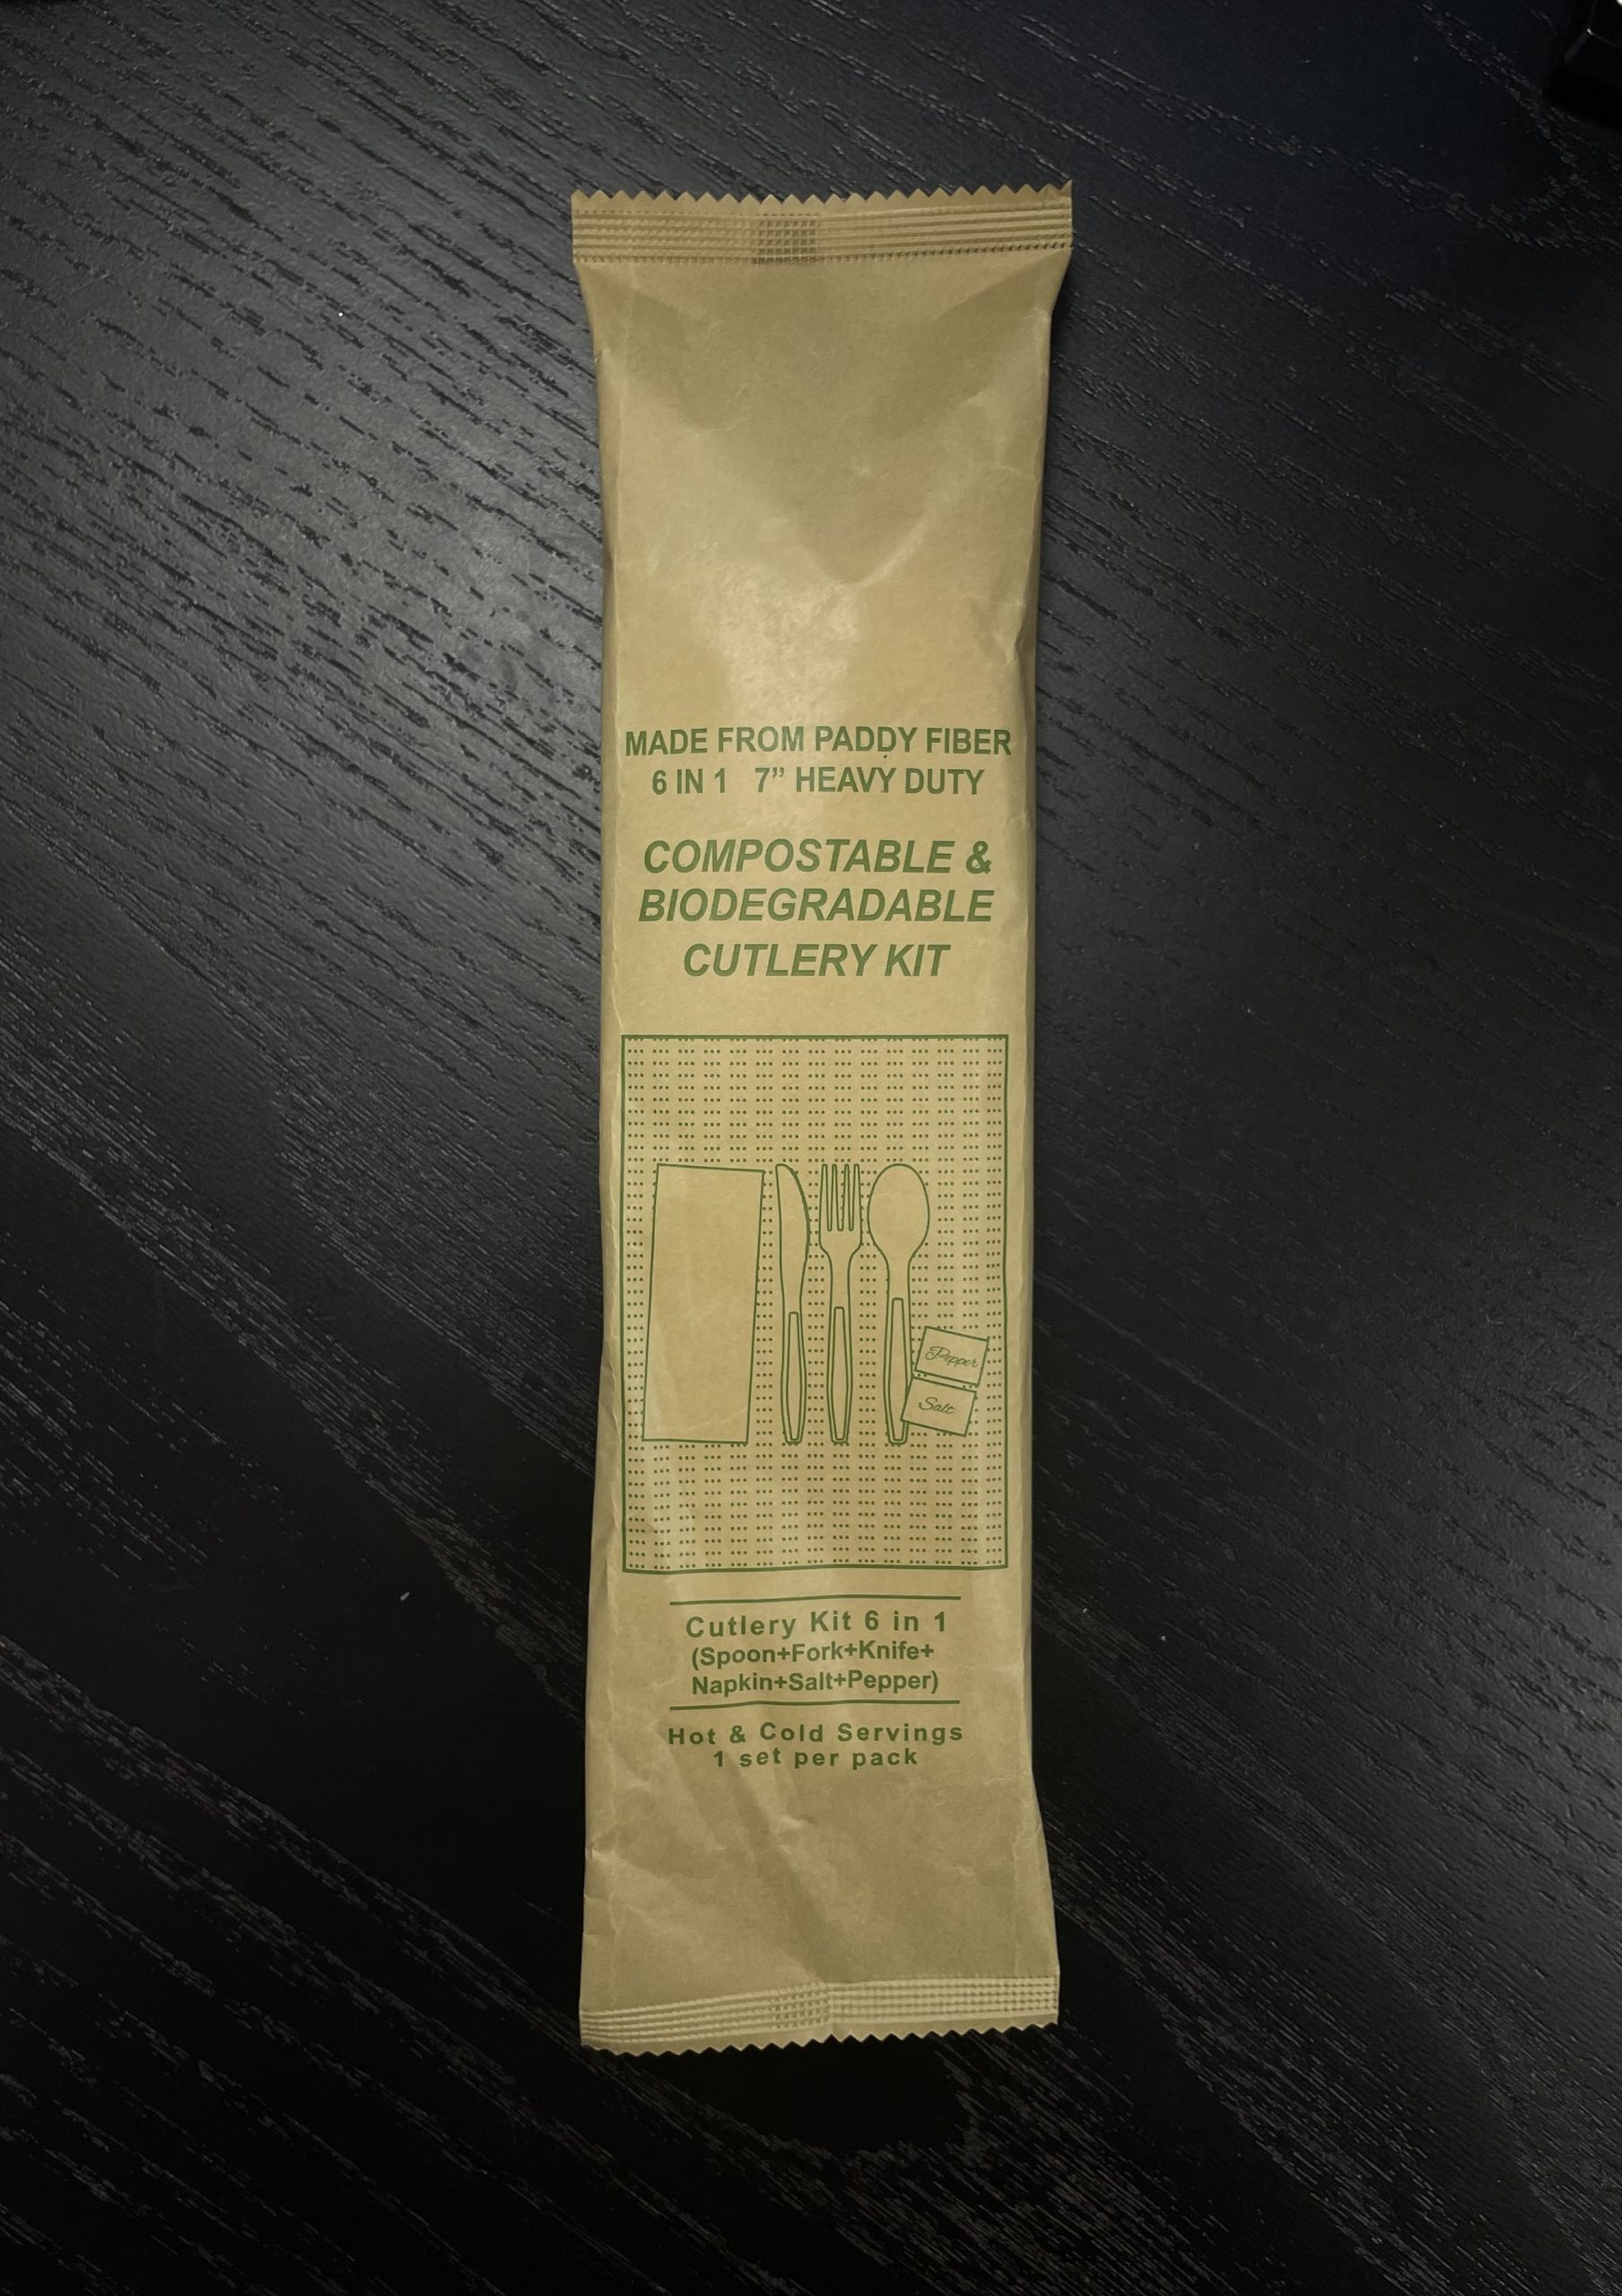 MADE FROM PADDY FIBER
6 IN 1 7” HEAVY DUTY
COMPOSTABLE &
BIODEGRADABLE
CUTLERY KIT
Pepper
Salt
Cutlery Kit 6 in 1
(Spoon+Fork+Knife+
Napkin+Salt+Pepper)
Hot & Cold Servings
1 set per pack